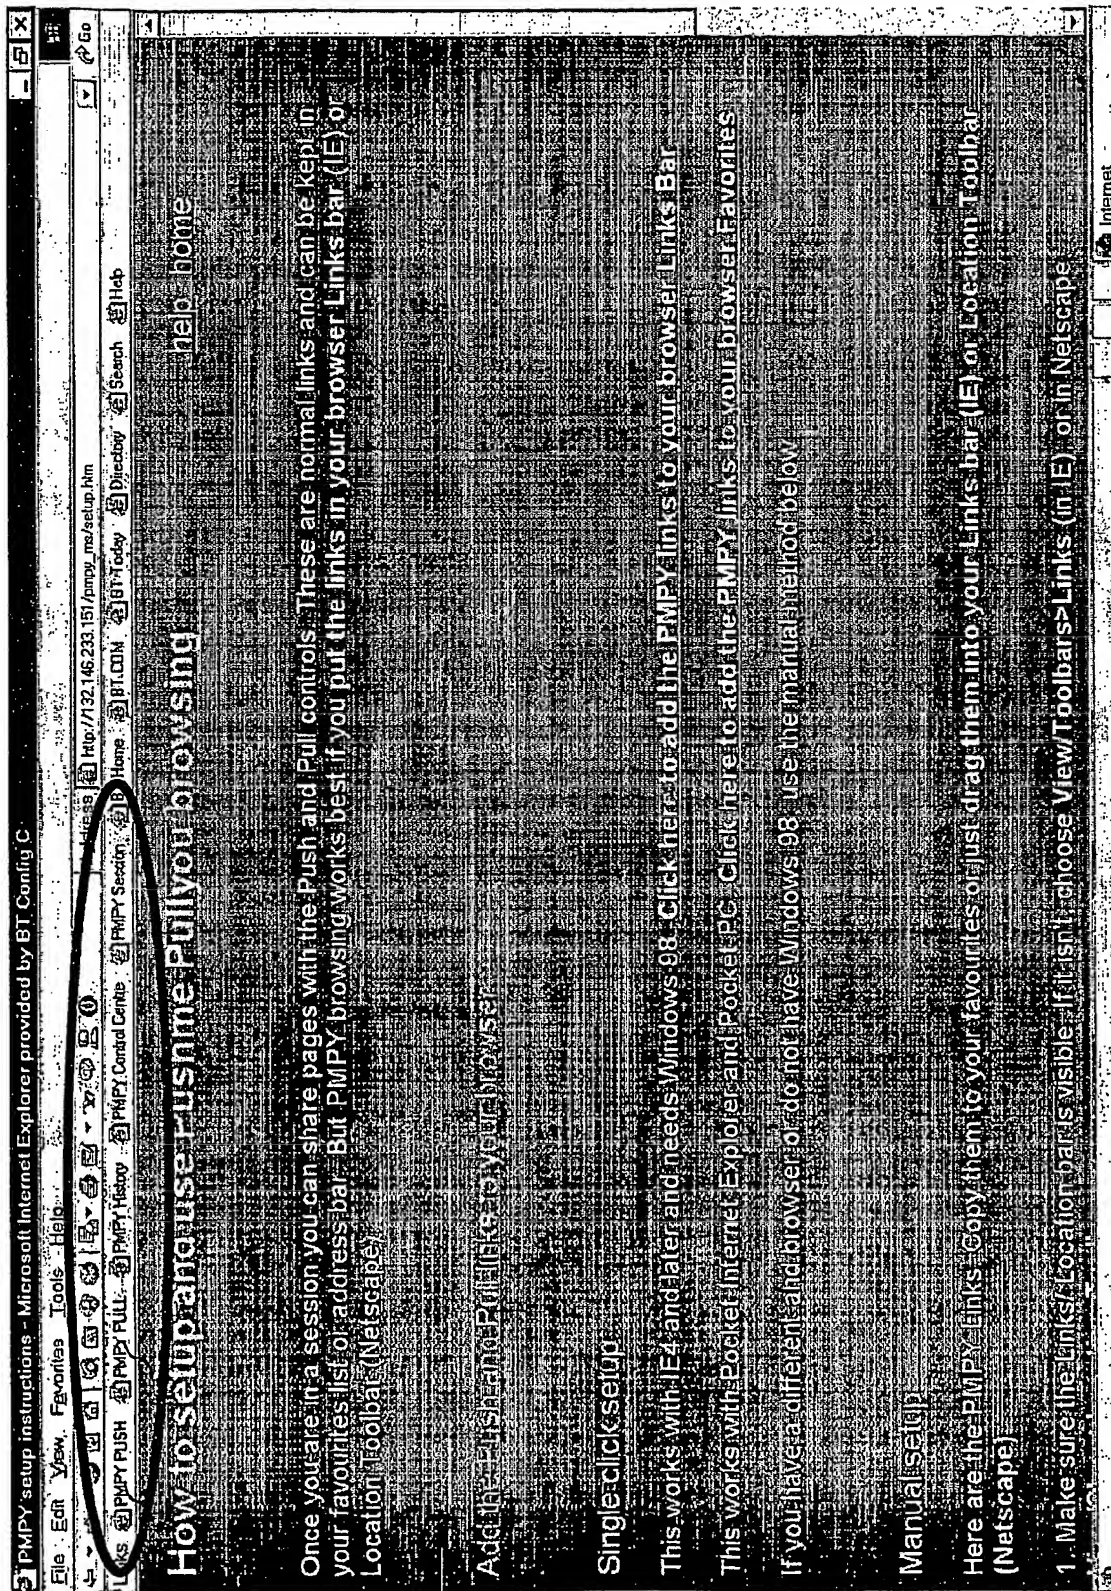 PMPY setup Instructions - Microsoft Internet Explorer provided by BT Config C
File Edit View Favorites Tools Help
http://132.146.233.151/pmpy_ms/setup.htm Go
Links PMPY PUSH PMPY PULL PMPY History PMPY Control Centre PMPY Session Home BT.COM BT Today Directory Search Help
How to setup and use Pushme Pullyou browsing help home
Once you are in a session you can share pages with the Push and Pull controls. These are normal links and can be kept in
your favourites list or address bar. But PMPY browsing works best if you put the links in your browser Links bar (IE) or
Location Toolbar (Netscape)
Add the Push and Pull links to your browser
Single click setup
This works with IE4 and later and needs Windows 98 Click here to add the PMPY links to your browser Links Bar
This works with Pocket Internet Explorer and Pocket PC Click here to add the PMPY links to your browser Favorites
If you have a different and browser or do not have Windows 98 use the manual method below
Manual setup
Here are the PMPY Links Copy them to your favourites or just drag them into your Links bar (IE) or Location Toolbar
(Netscape)
1. Make sure the Links/Location bar is visible. If it isn't choose View/Toolbars>Links (in IE) or in Netscape
Internet